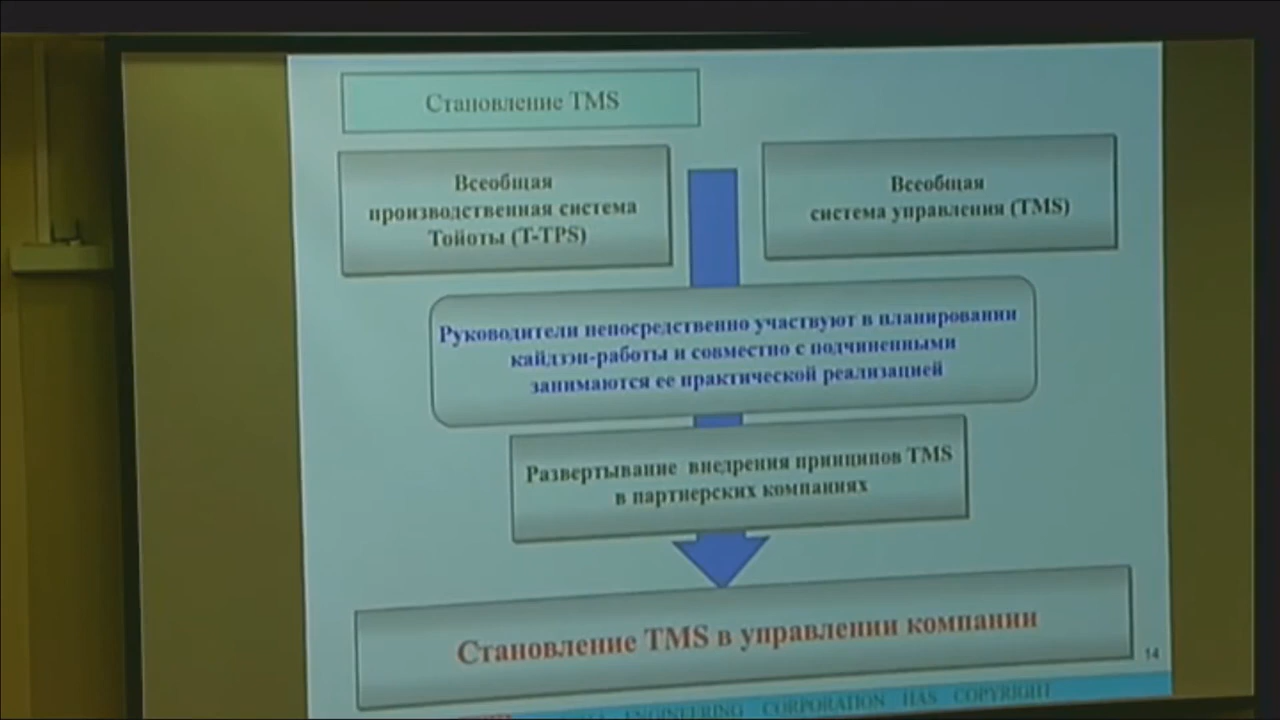 Становление TMS
Всеобщая
производственная система
Тойоты (T-TPS)
Всеобщая
система управления (TMS)
Руководители непосредственно участвуют в планировании
кайдзэн-работы и совместно с подчиненными
занимаются ее практической реализацией
Развертывание внедрения принципов TMS
в партнерских компаниях
Становление TMS в управлении компании
14
ENGINEERING CORPORATION HAS COPYRIGHT